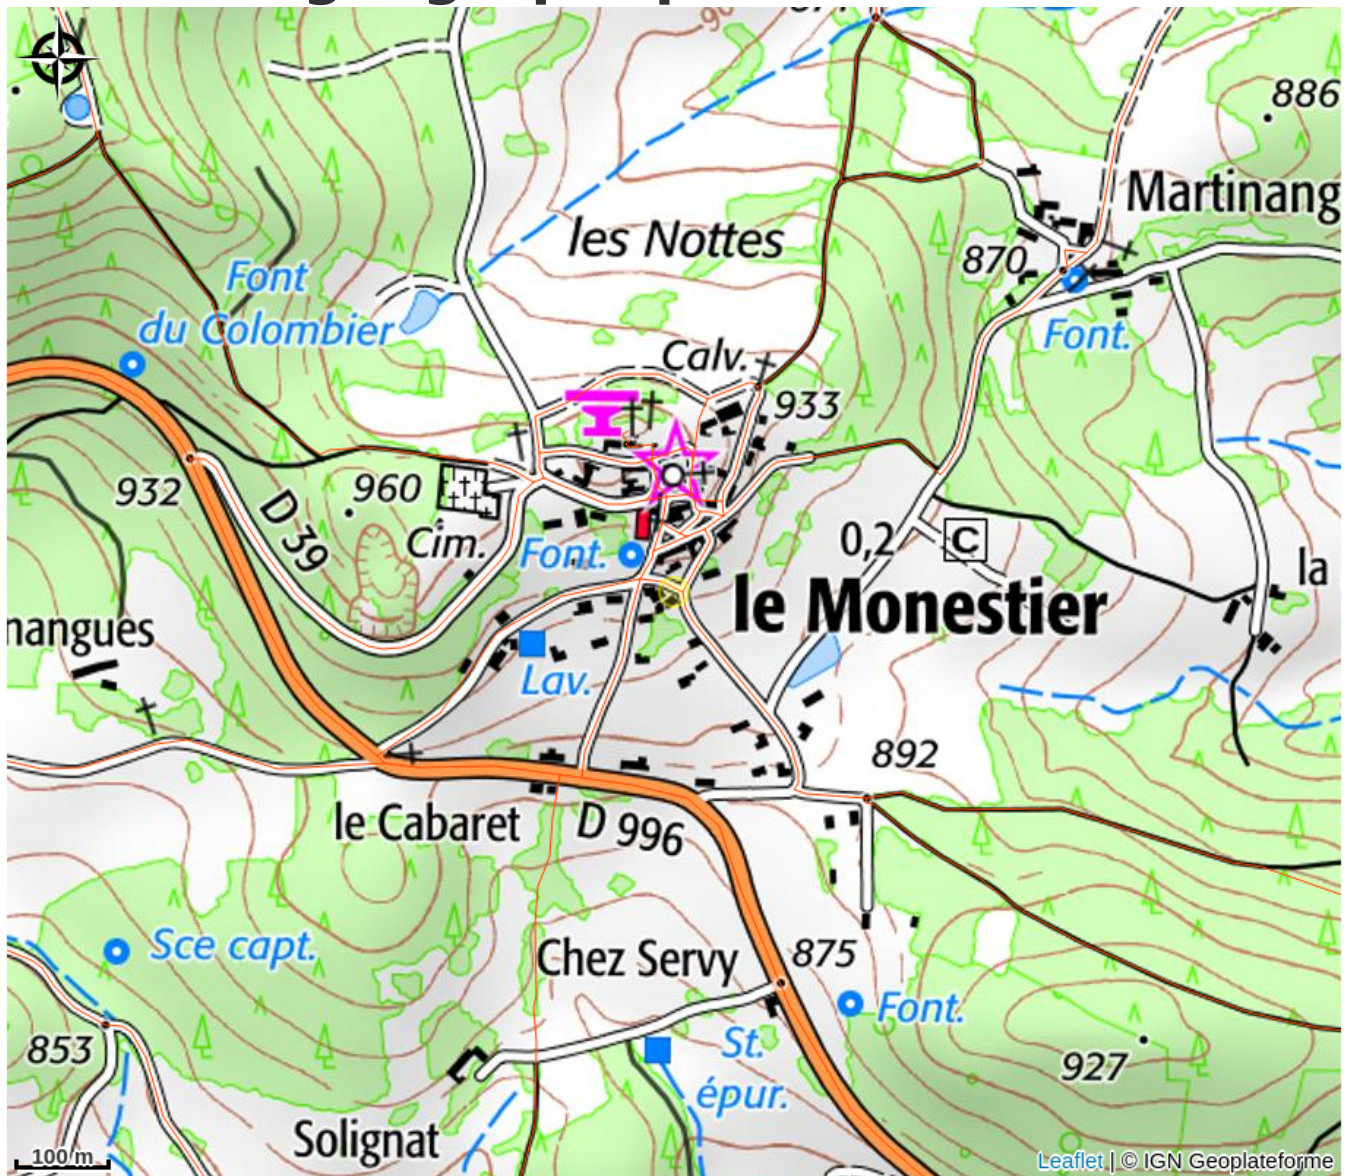 886
Martinang
les Nottes
870
Font
du Colombier
Font.
Calv.
933
932
960
D 39
Cim.
Font.
0,2
C
la
le Monestier
nangues
Lav.
892
le Cabaret
D 996
Sce capt.
Chez Servy
875
Font.
853
St.
épur.
927
Solignat
100 m
Leaflet | © IGN Geoplateforme